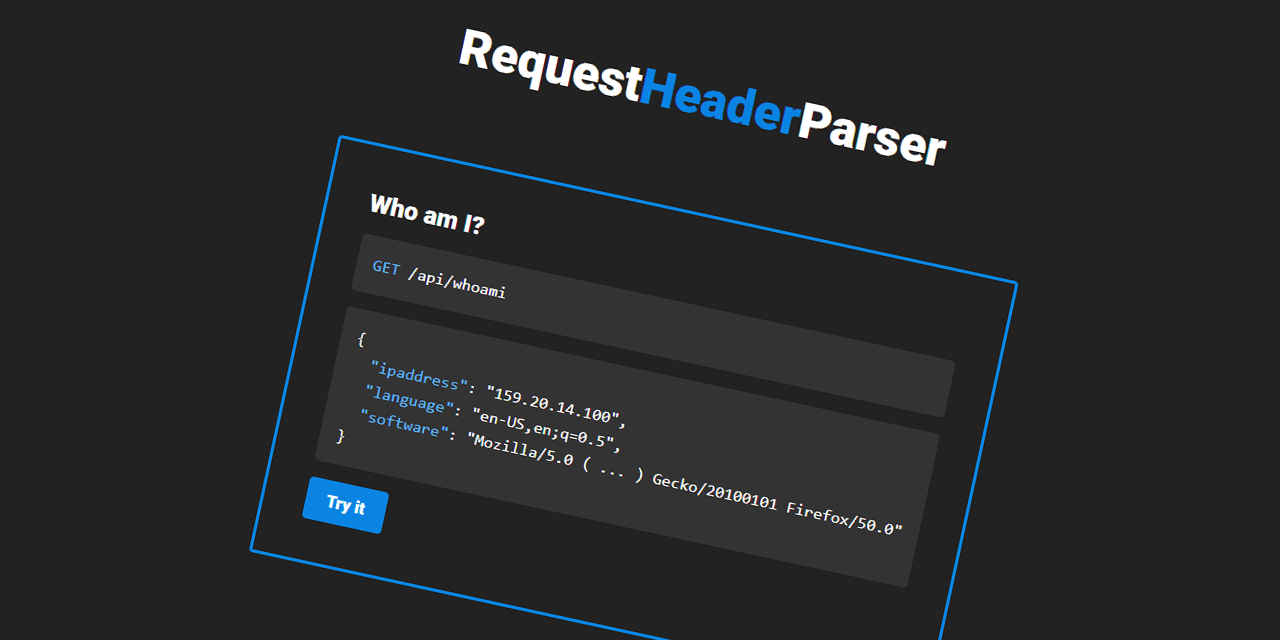 RequestHeaderParser
Who am I?
GET /api/whoami
{
"ipaddress": "159.20.14.100",
"language": "en-US,en;q=0.5",
"software": "Mozilla/5.0 ( ... ) Gecko/20100101 Firefox/50.0"
}
Try it